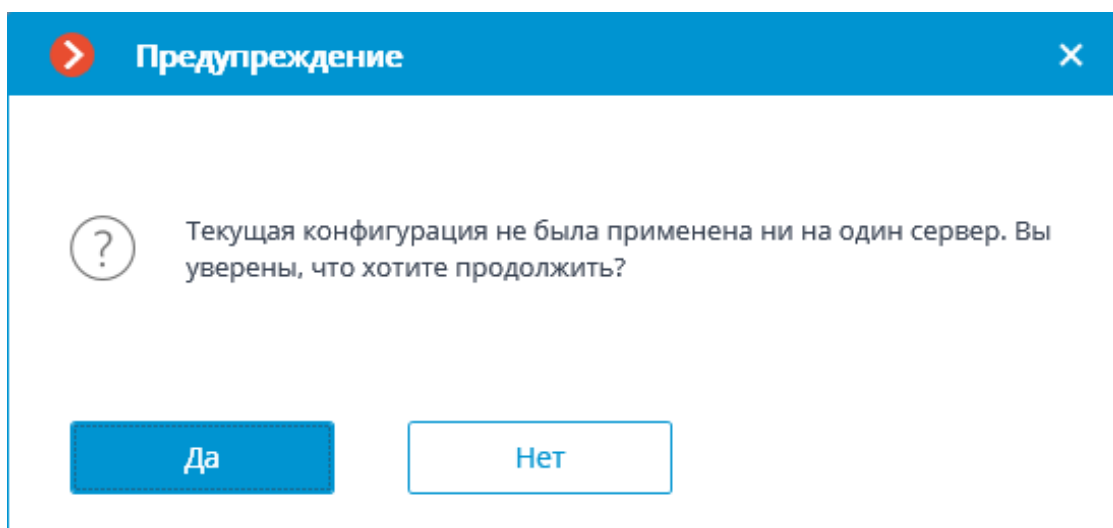 Предупреждение
Текущая конфигурация не была применена ни на один сервер. Вы
уверены, что хотите продолжить?
Да
Нет